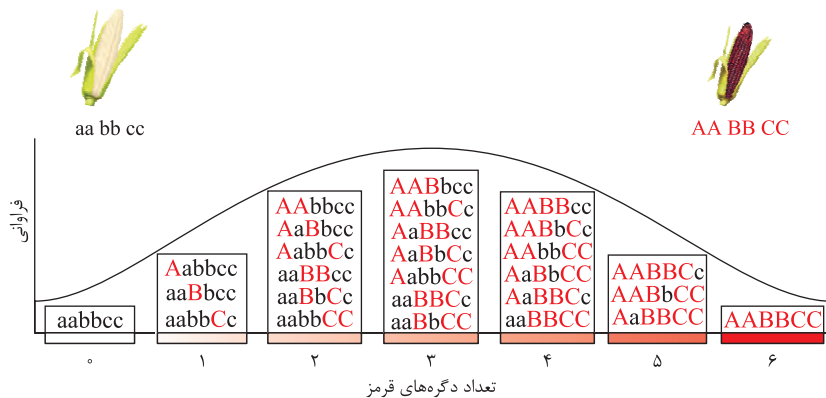 aa bb cc
AA BB CC
فراوانی
aabbcc
Aabbcc
aaBbcc
aabbCc
AAbbcc
AaBbcc
AabbCc
aaBBcc
aaBbCc
aabbCC
AABbcc
AAbbCc
AaBBcc
AaBbCc
AabbCC
aaBBCc
aaBbCC
AABBcc
AABbCc
AAbbCC
AaBbCC
AaBBCc
aaBBCC
AABBCc
AABbCC
AaBBCC
AABBCC
۰ ۱ ۲ ۳ ۴ ۵ ۶
تعداد دگره‌های قرمز